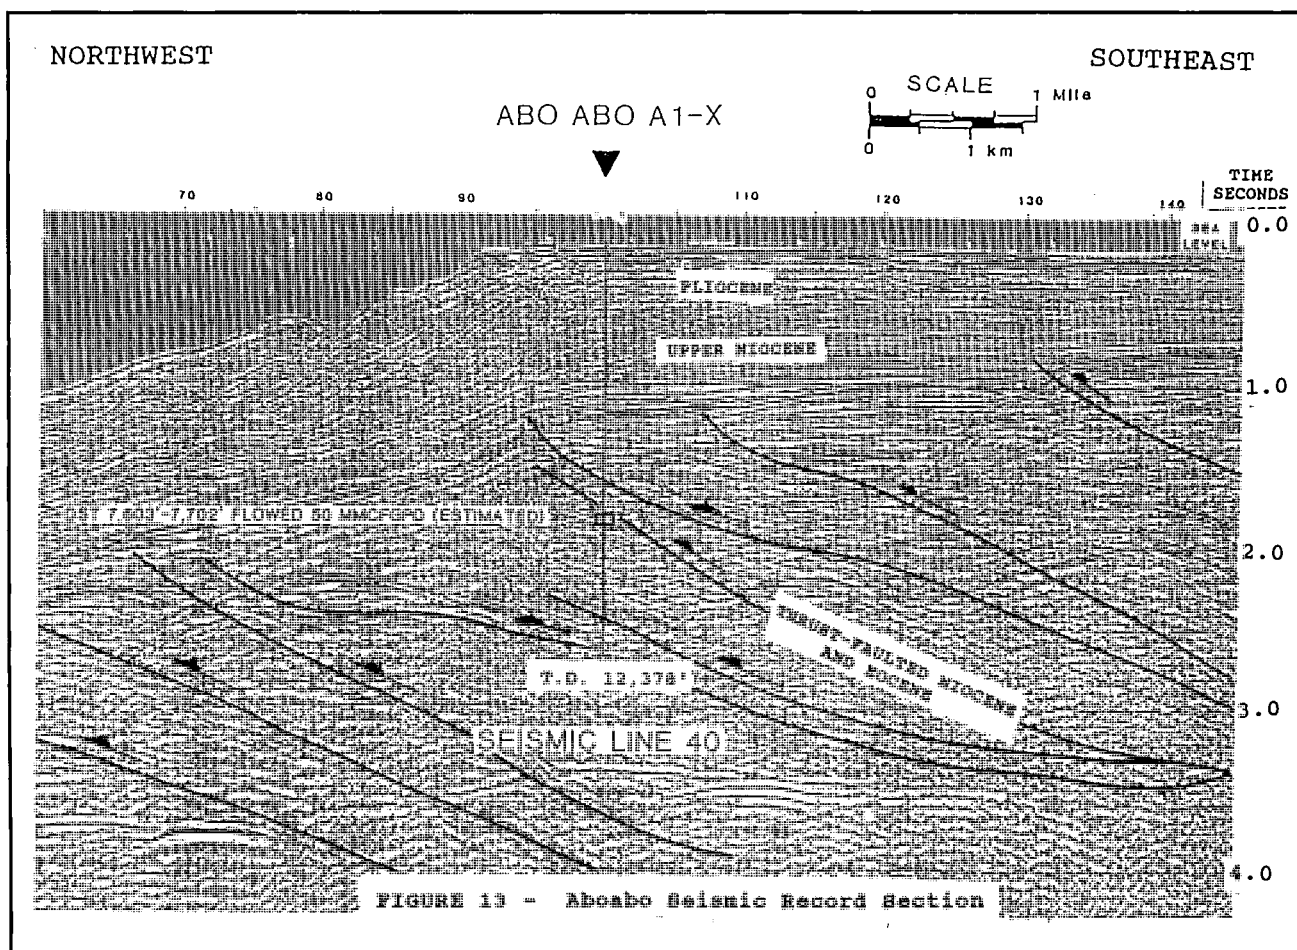 NORTHWEST
SOUTHEAST
SCALE
0 1 Mile
0 1 km
ABO ABO A1-X
TIME
SECONDS
70 80 90 110 120 130 140
SEA
LEVEL
0.0
PLIOCENE
UPPER MIOCENE
1.0
7,702' FLOWED 50 MMCFGPD (ESTIMATED)
2.0
THRUST-FAULTED MIOCENE
AND EOCENE
T.D. 12,378'
3.0
SEISMIC LINE 40
4.0
FIGURE 13 - Aboabo Seismic Record Section